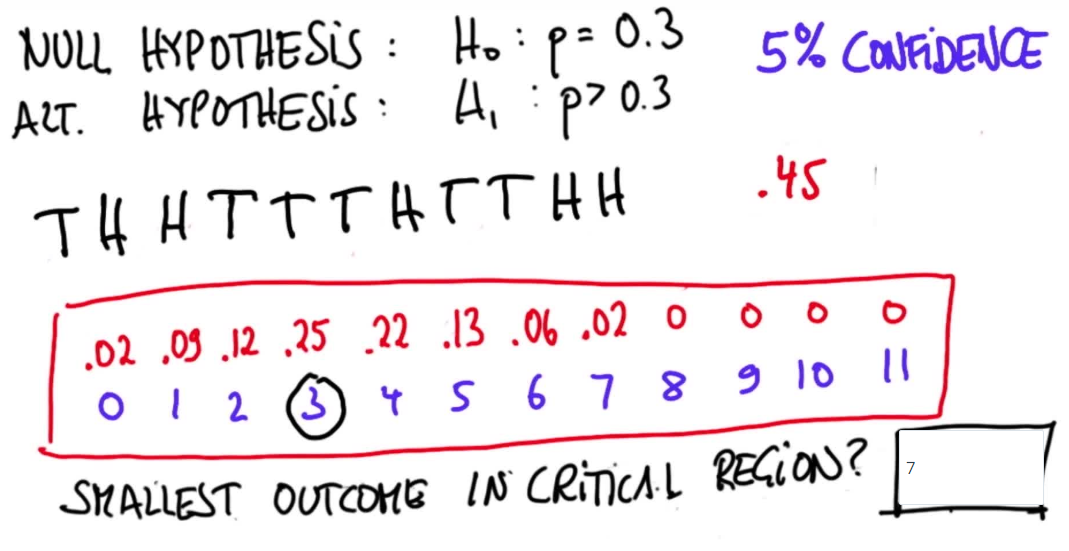 NULL HYPOTHESIS : H₀ : p = 0.3
5% CONFIDENCE
ALT. HYPOTHESIS : H₁ : p > 0.3
T H H T T T H T T H H
.45
.02 .09 .12 .25 .22 .13 .06 .02 0 0 0 0
0 1 2 3 4 5 6 7 8 9 10 11
SMALLEST OUTCOME IN CRITICAL REGION? 7